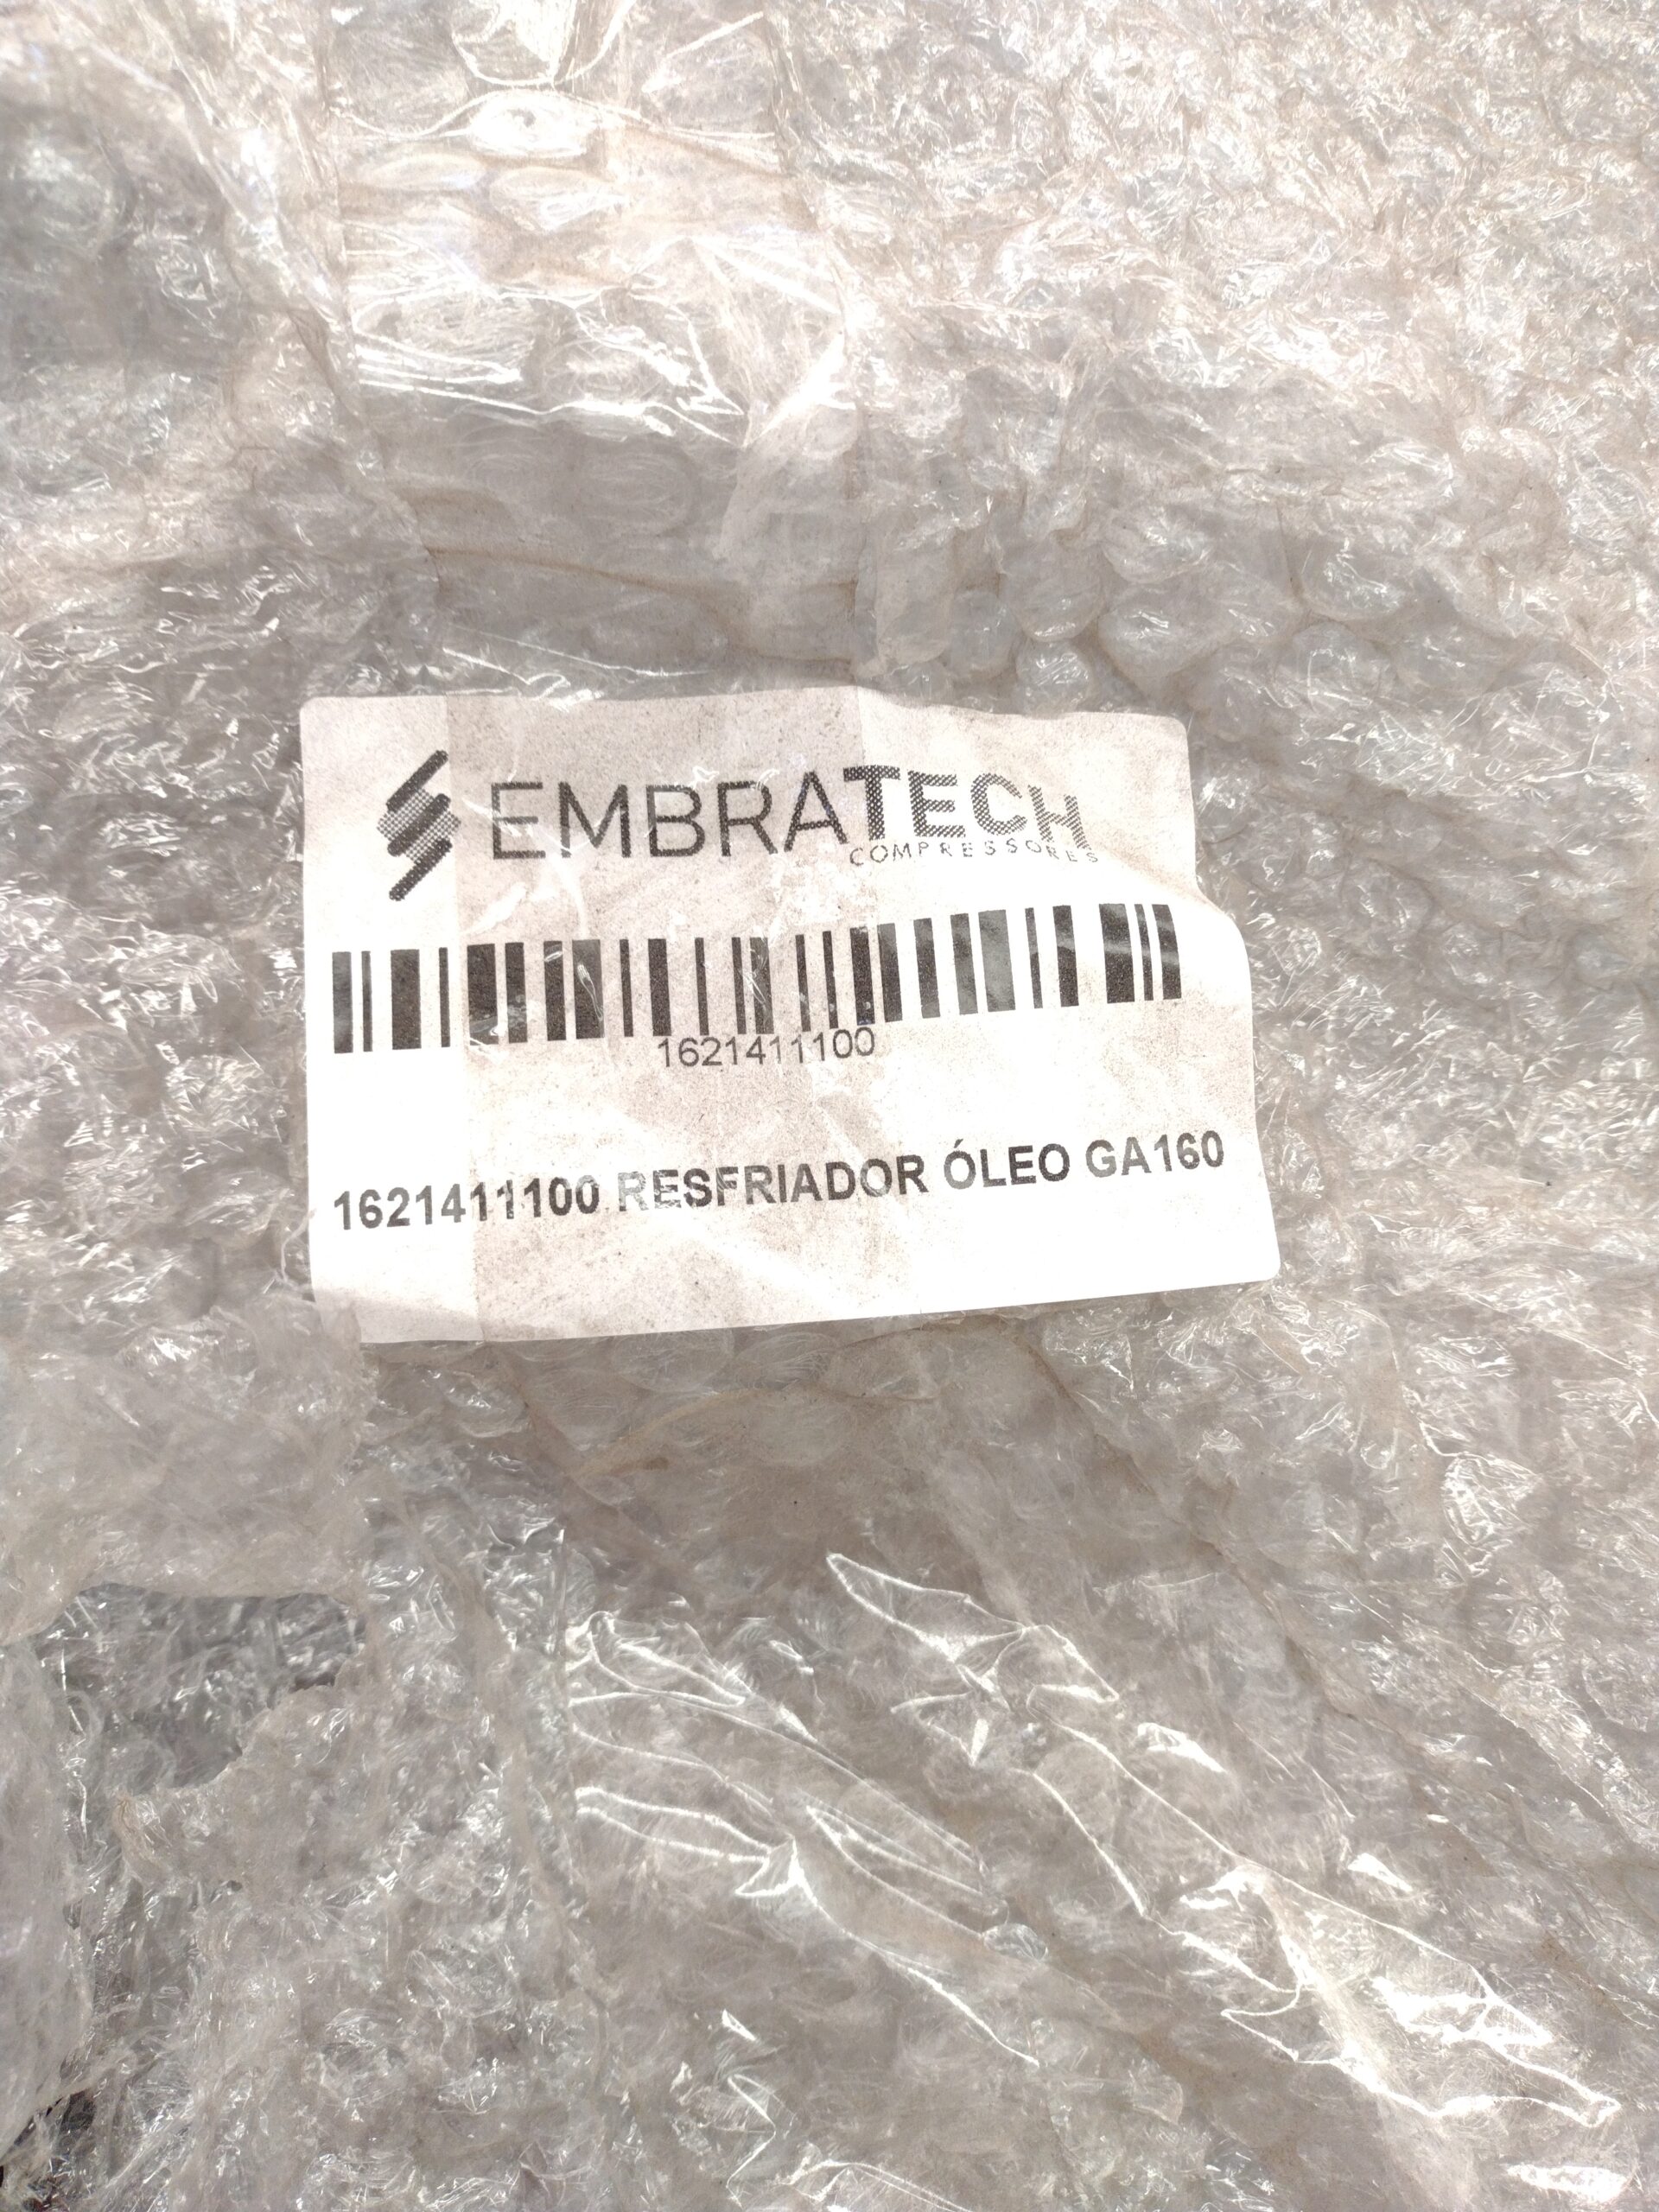 EMBRATECH
COMPRESSORES
1621411100
1621411100 RESFRIADOR ÓLEO GA160